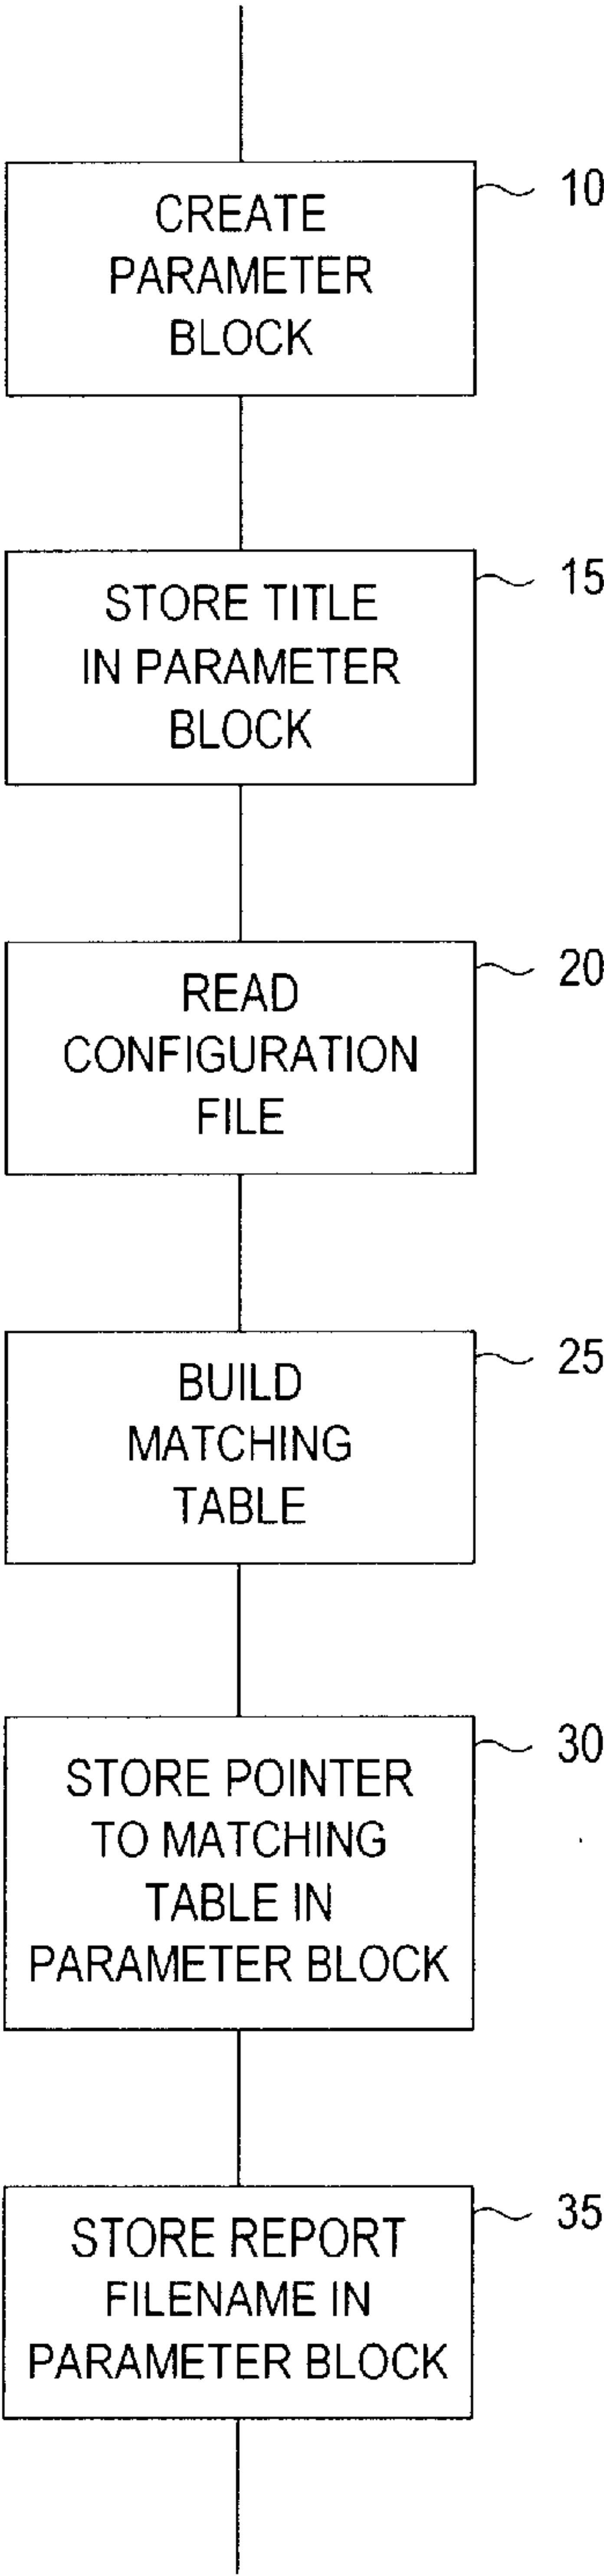 10
CREATE
PARAMETER
BLOCK
15
STORE TITLE
IN PARAMETER
BLOCK
20
READ
CONFIGURATION
FILE
25
BUILD
MATCHING
TABLE
30
STORE POINTER
TO MATCHING
TABLE IN
PARAMETER BLOCK
35
STORE REPORT
FILENAME IN
PARAMETER BLOCK